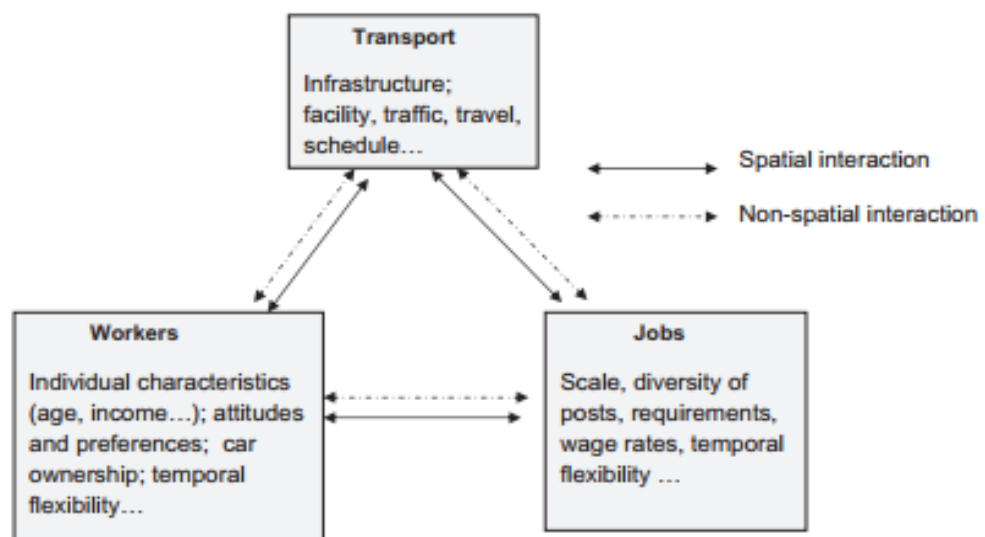 Transport
Infrastructure;
facility, traffic, travel,
schedule…
Spatial interaction
Non-spatial interaction
Workers
Individual characteristics
(age, income…); attitudes
and preferences;  car
ownership; temporal
flexibility…
Jobs
Scale, diversity of
posts, requirements,
wage rates, temporal
flexibility …